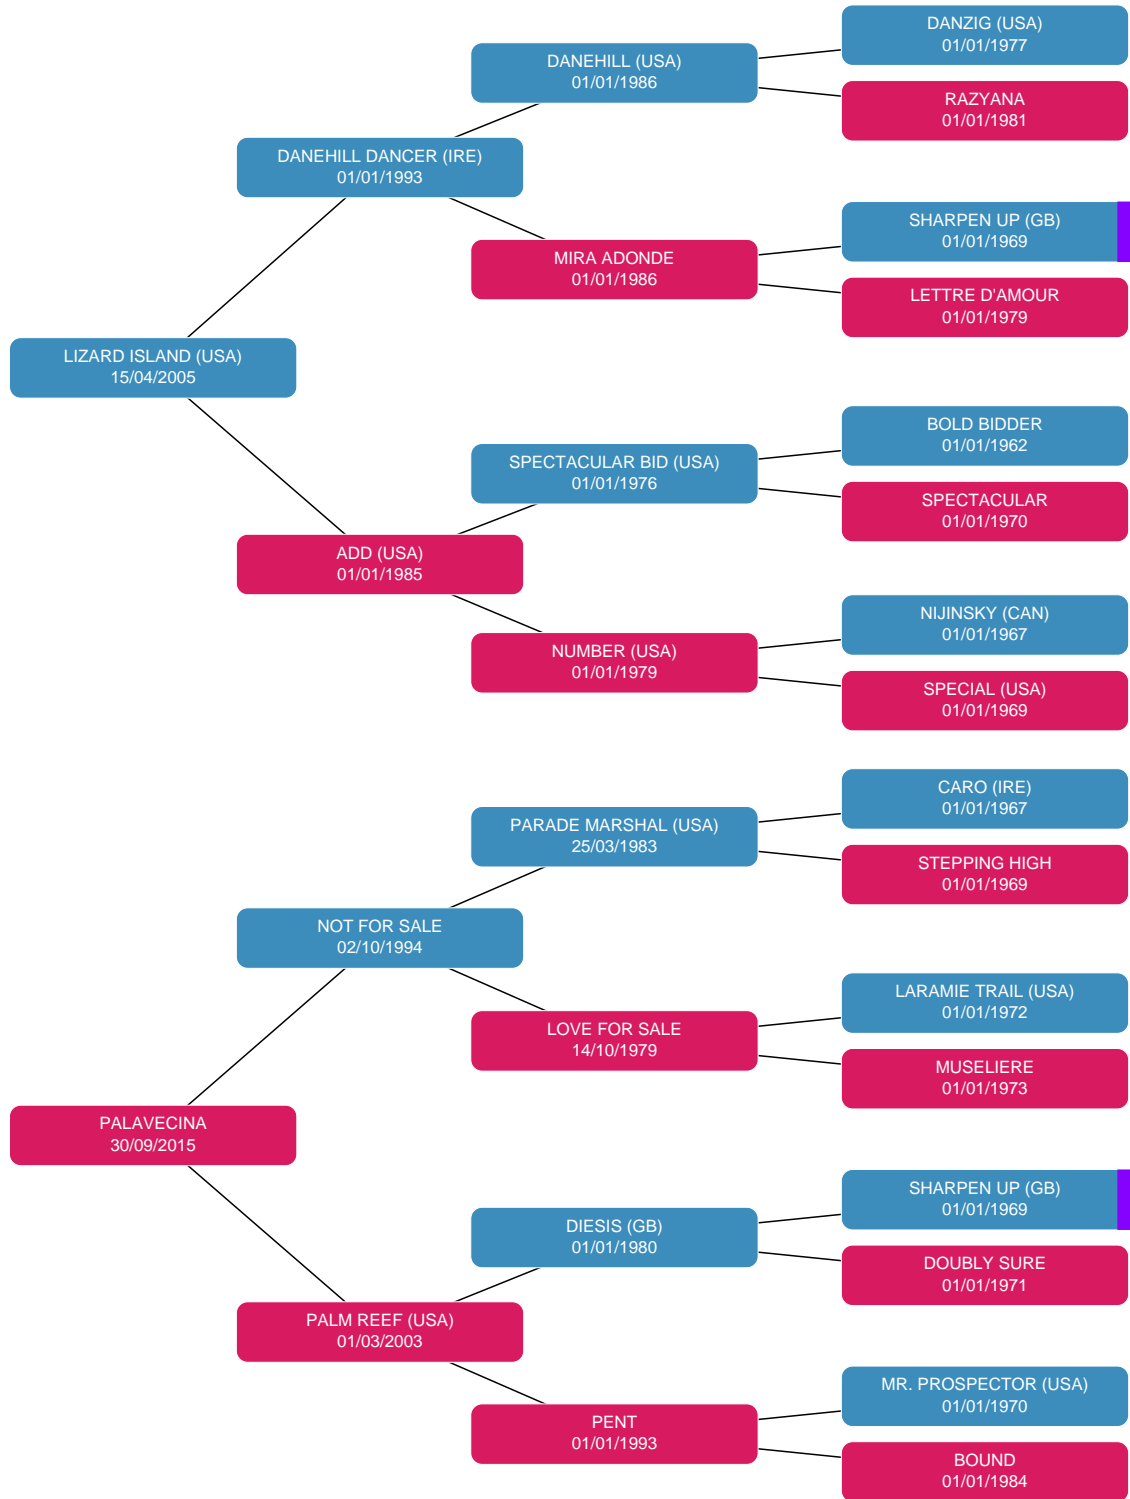 DANZIG (USA)
01/01/1977
DANEHILL (USA)
01/01/1986
RAZYANA
01/01/1981
DANEHILL DANCER (IRE)
01/01/1993
SHARPEN UP (GB)
01/01/1969
MIRA ADONDE
01/01/1986
LETTRE D'AMOUR
01/01/1979
LIZARD ISLAND (USA)
15/04/2005
BOLD BIDDER
01/01/1962
SPECTACULAR BID (USA)
01/01/1976
SPECTACULAR
01/01/1970
ADD (USA)
01/01/1985
NIJINSKY (CAN)
01/01/1967
NUMBER (USA)
01/01/1979
SPECIAL (USA)
01/01/1969
CARO (IRE)
01/01/1967
PARADE MARSHAL (USA)
25/03/1983
STEPPING HIGH
01/01/1969
NOT FOR SALE
02/10/1994
LARAMIE TRAIL (USA)
01/01/1972
LOVE FOR SALE
14/10/1979
MUSELIERE
01/01/1973
PALAVECINA
30/09/2015
SHARPEN UP (GB)
01/01/1969
DIESIS (GB)
01/01/1980
DOUBLY SURE
01/01/1971
PALM REEF (USA)
01/03/2003
MR. PROSPECTOR (USA)
01/01/1970
PENT
01/01/1993
BOUND
01/01/1984